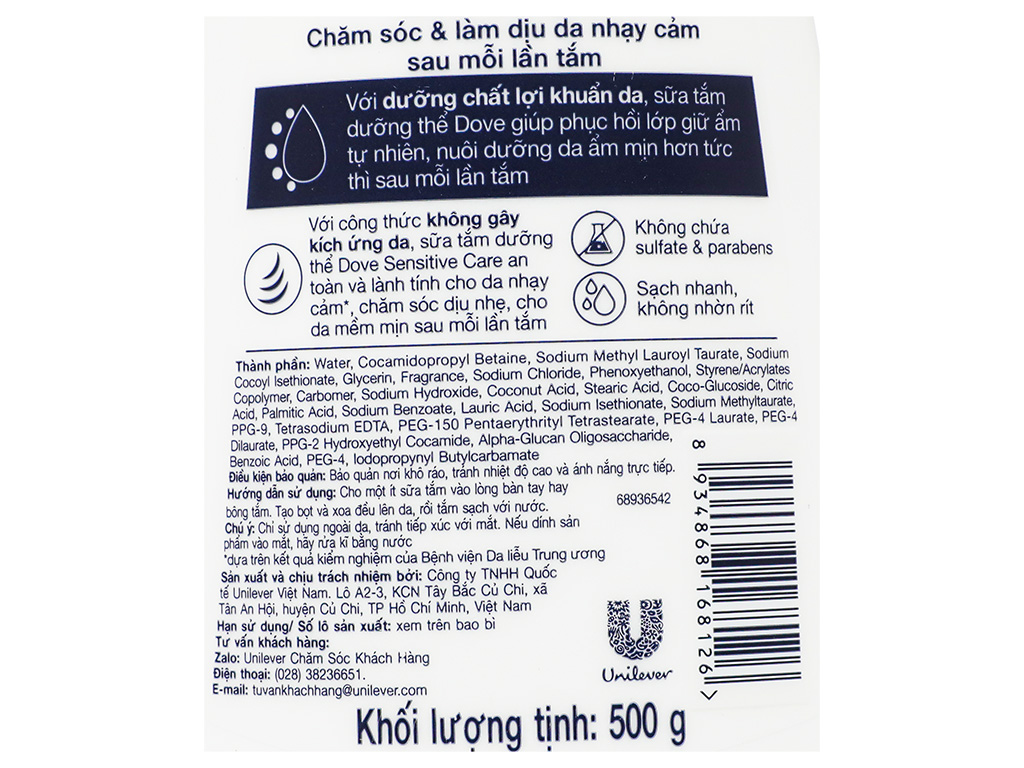 Chăm sóc & làm dịu da nhạy cảm
sau mỗi lần tắm
Với dưỡng chất lợi khuẩn da, sữa tắm
dưỡng thể Dove giúp phục hồi lớp giữ ẩm
tự nhiên, nuôi dưỡng da ẩm mịn hơn tức
thì sau mỗi lần tắm
Với công thức không gây
kích ứng da, sữa tắm dưỡng
thể Dove Sensitive Care an
toàn và lành tính cho da nhạy
cảm*, chăm sóc dịu nhẹ, cho
da mềm mịn sau mỗi lần tắm
Không chứa
sulfate & parabens
Sạch nhanh,
không nhờn rít
Thành phần: Water, Cocamidopropyl Betaine, Sodium Methyl Lauroyl Taurate, Sodium
Cocoyl Isethionate, Glycerin, Fragrance, Sodium Chloride, Phenoxyethanol, Styrene/Acrylates
Copolymer, Carbomer, Sodium Hydroxide, Coconut Acid, Stearic Acid, Coco-Glucoside, Citric
Acid, Palmitic Acid, Sodium Benzoate, Lauric Acid, Sodium Isethionate, Sodium Methyltaurate,
PPG-9, Tetrasodium EDTA, PEG-150 Pentaerythrityl Tetrastearate, PEG-4 Laurate, PEG-4
Dilaurate, PPG-2 Hydroxyethyl Cocamide, Alpha-Glucan Oligosaccharide,
Benzoic Acid, PEG-4, Iodopropynyl Butylcarbamate
Điều kiện bảo quản: Bảo quản nơi khô ráo, tránh nhiệt độ cao và ánh nắng trực tiếp.
Hướng dẫn sử dụng: Cho một ít sữa tắm vào lòng bàn tay hay
bông tắm. Tạo bọt và xoa đều lên da, rồi tắm sạch với nước.
68936542
Chú ý: Chỉ sử dụng ngoài da, tránh tiếp xúc với mắt. Nếu dính sản
phẩm vào mắt, hãy rửa kĩ bằng nước
*dựa trên kết quả kiểm nghiệm của Bệnh viện Da liễu Trung ương
Sản xuất và chịu trách nhiệm bởi: Công ty TNHH Quốc
tế Unilever Việt Nam. Lô A2-3, KCN Tây Bắc Củ Chi, xã
Tân An Hội, huyện Củ Chi, TP Hồ Chí Minh, Việt Nam
Hạn sử dụng/ Số lô sản xuất: xem trên bao bì
Tư vấn khách hàng:
Zalo: Unilever Chăm Sóc Khách Hàng
Điện thoại: (028) 38236651.
E-mail: tuvankhachhang@unilever.com
Unilever
8 934868 168126 >
Khối lượng tịnh: 500 g